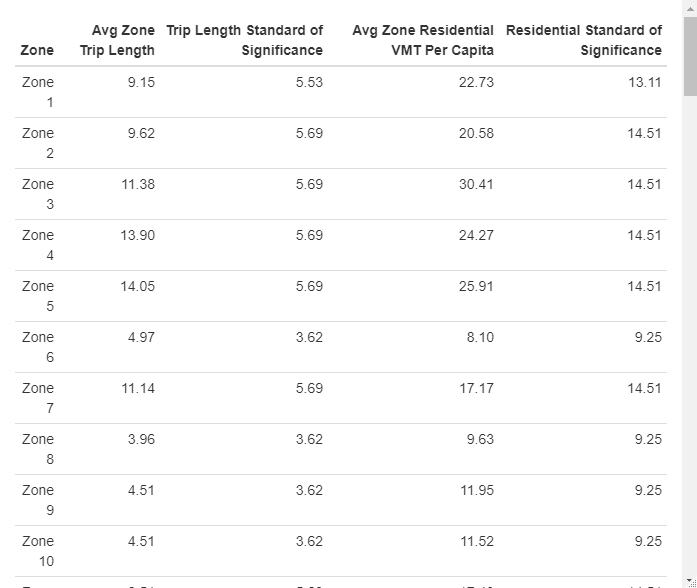 Zone Avg Zone Trip Length Trip Length Standard of Significance Avg Zone Residential VMT Per Capita Residential Standard of Significance
Zone 1 9.15 5.53 22.73 13.11
Zone 2 9.62 5.69 20.58 14.51
Zone 3 11.38 5.69 30.41 14.51
Zone 4 13.90 5.69 24.27 14.51
Zone 5 14.05 5.69 25.91 14.51
Zone 6 4.97 3.62 8.10 9.25
Zone 7 11.14 5.69 17.17 14.51
Zone 8 3.96 3.62 9.63 9.25
Zone 9 4.51 3.62 11.95 9.25
Zone 10 4.51 3.62 11.52 9.25